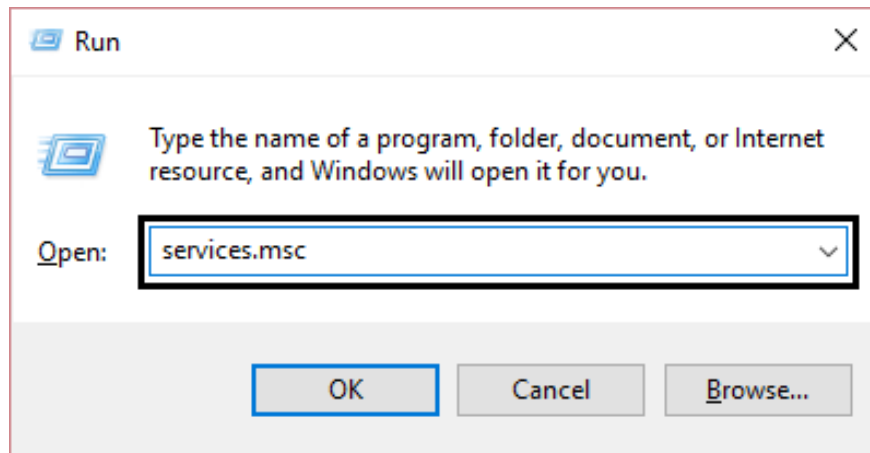 Run
Type the name of a program, folder, document, or Internet
resource, and Windows will open it for you.
Open: services.msc
OK Cancel Browse...